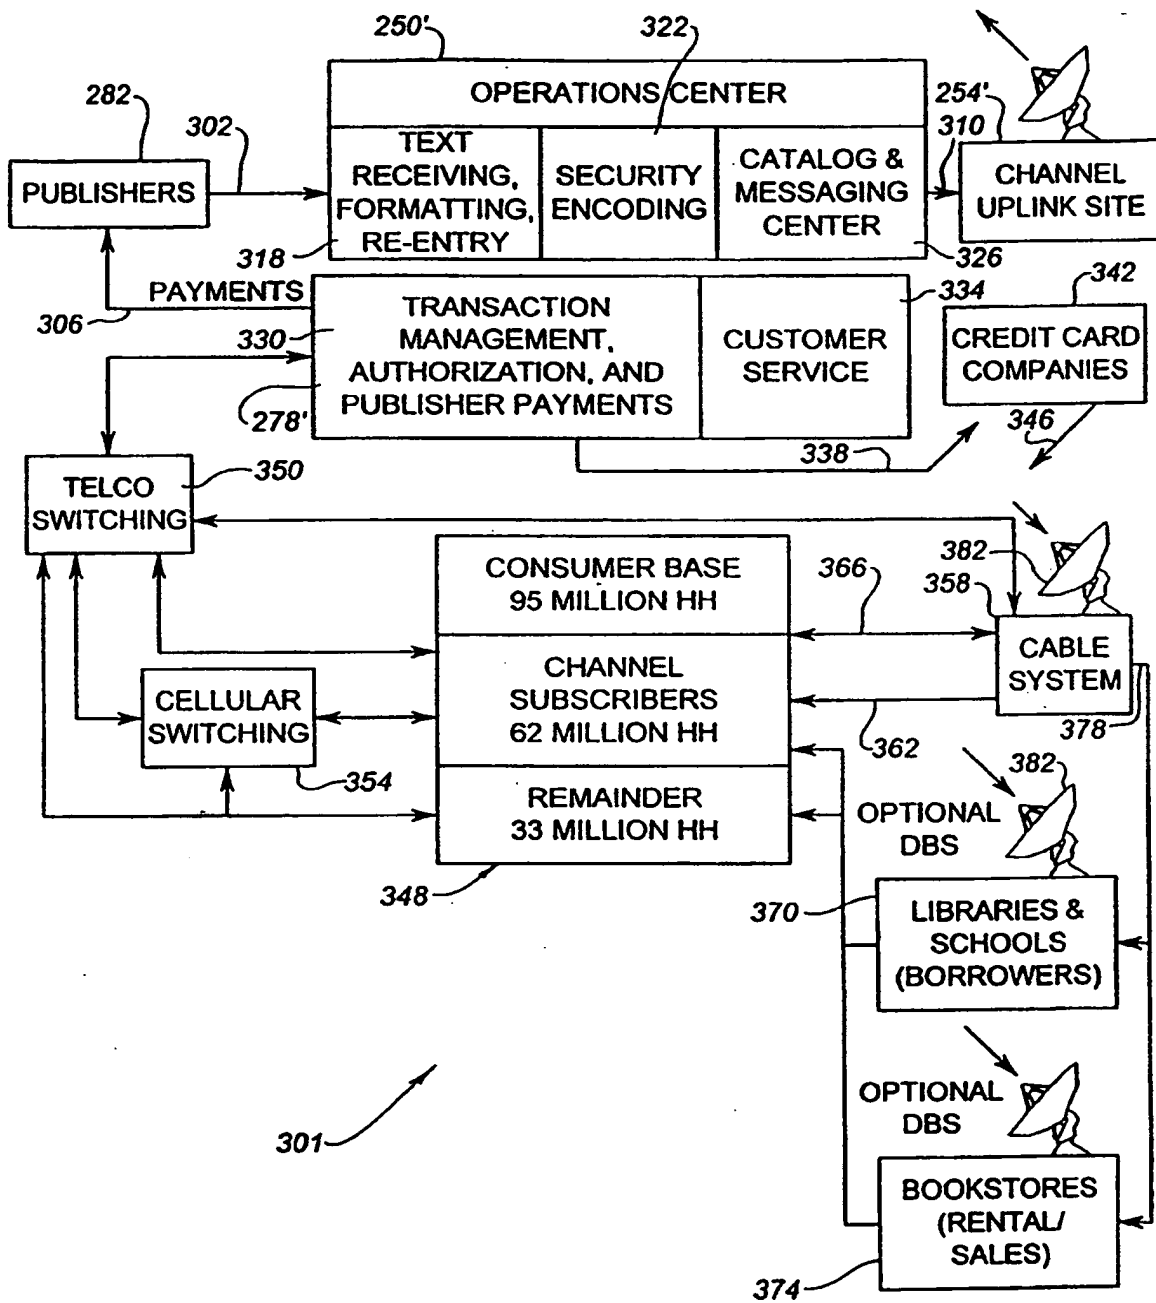 322
250'
OPERATIONS CENTER
282
302
254'
310
PUBLISHERS
TEXT
RECEIVING,
FORMATTING,
RE-ENTRY
318
SECURITY
ENCODING
CATALOG &
MESSAGING
CENTER
326
CHANNEL
UPLINK SITE
PAYMENTS
306
330
TRANSACTION
MANAGEMENT,
AUTHORIZATION, AND
PUBLISHER PAYMENTS
278'
334
CUSTOMER
SERVICE
342
CREDIT CARD
COMPANIES
346
338
350
TELCO
SWITCHING
CONSUMER BASE
95 MILLION HH
366
382
358
CABLE
SYSTEM
CHANNEL
SUBSCRIBERS
62 MILLION HH
CELLULAR
SWITCHING
354
362
378
REMAINDER
33 MILLION HH
348
382
OPTIONAL
DBS
370
LIBRARIES &
SCHOOLS
(BORROWERS)
301
OPTIONAL
DBS
BOOKSTORES
(RENTAL/
SALES)
374